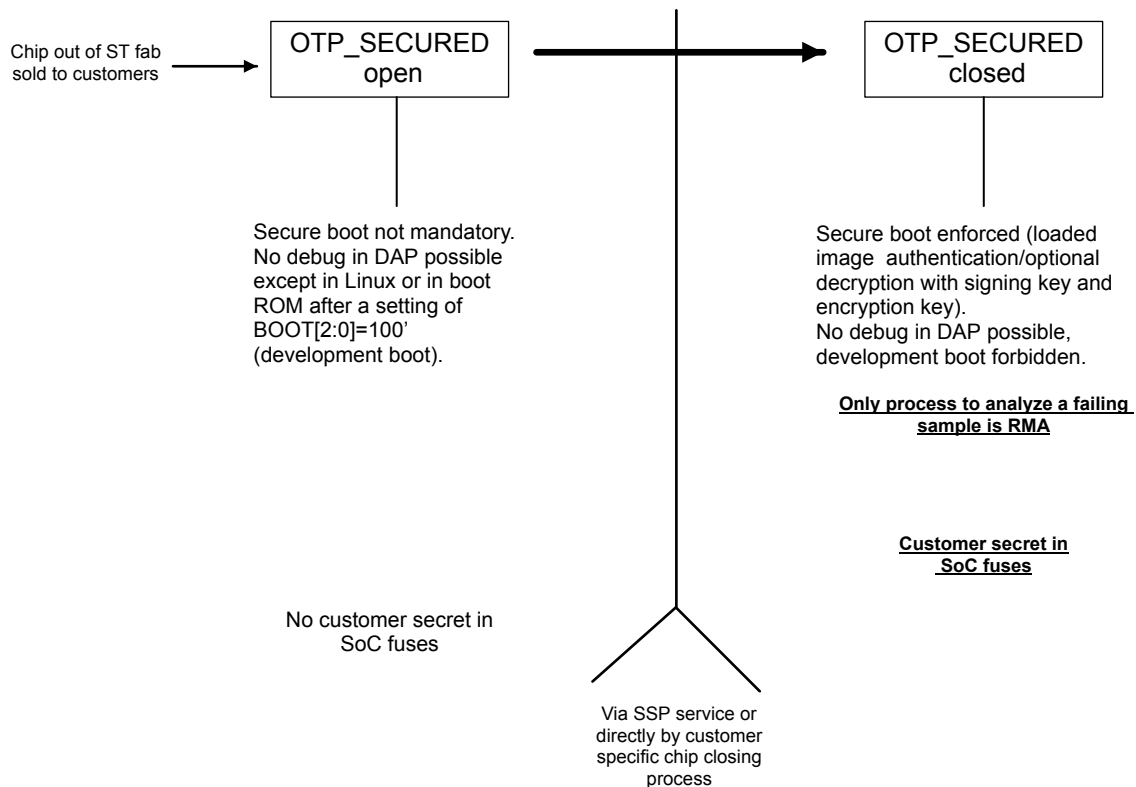 Chip out of ST fab
sold to customers
OTP_SECURED
open
OTP_SECURED
closed
Secure boot not mandatory.
No debug in DAP possible
except in Linux or in boot
ROM after a setting of
BOOT[2:0]=100’
(development boot).
Secure boot enforced (loaded
image authentication/optional
decryption with signing key and
encryption key).
No debug in DAP possible,
development boot forbidden.
Only process to analyze a failing
sample is RMA
Customer secret in
SoC fuses
No customer secret in
SoC fuses
Via SSP service or
directly by customer
specific chip closing
process